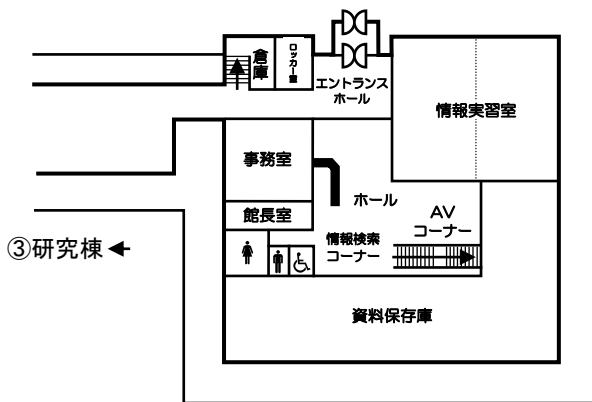 倉庫
ロッカー室
エントランス
ホール
情報実習室
事務室
ホール
館長室
AV
コーナー
情報検索
コーナー
③研究棟
資料保存庫